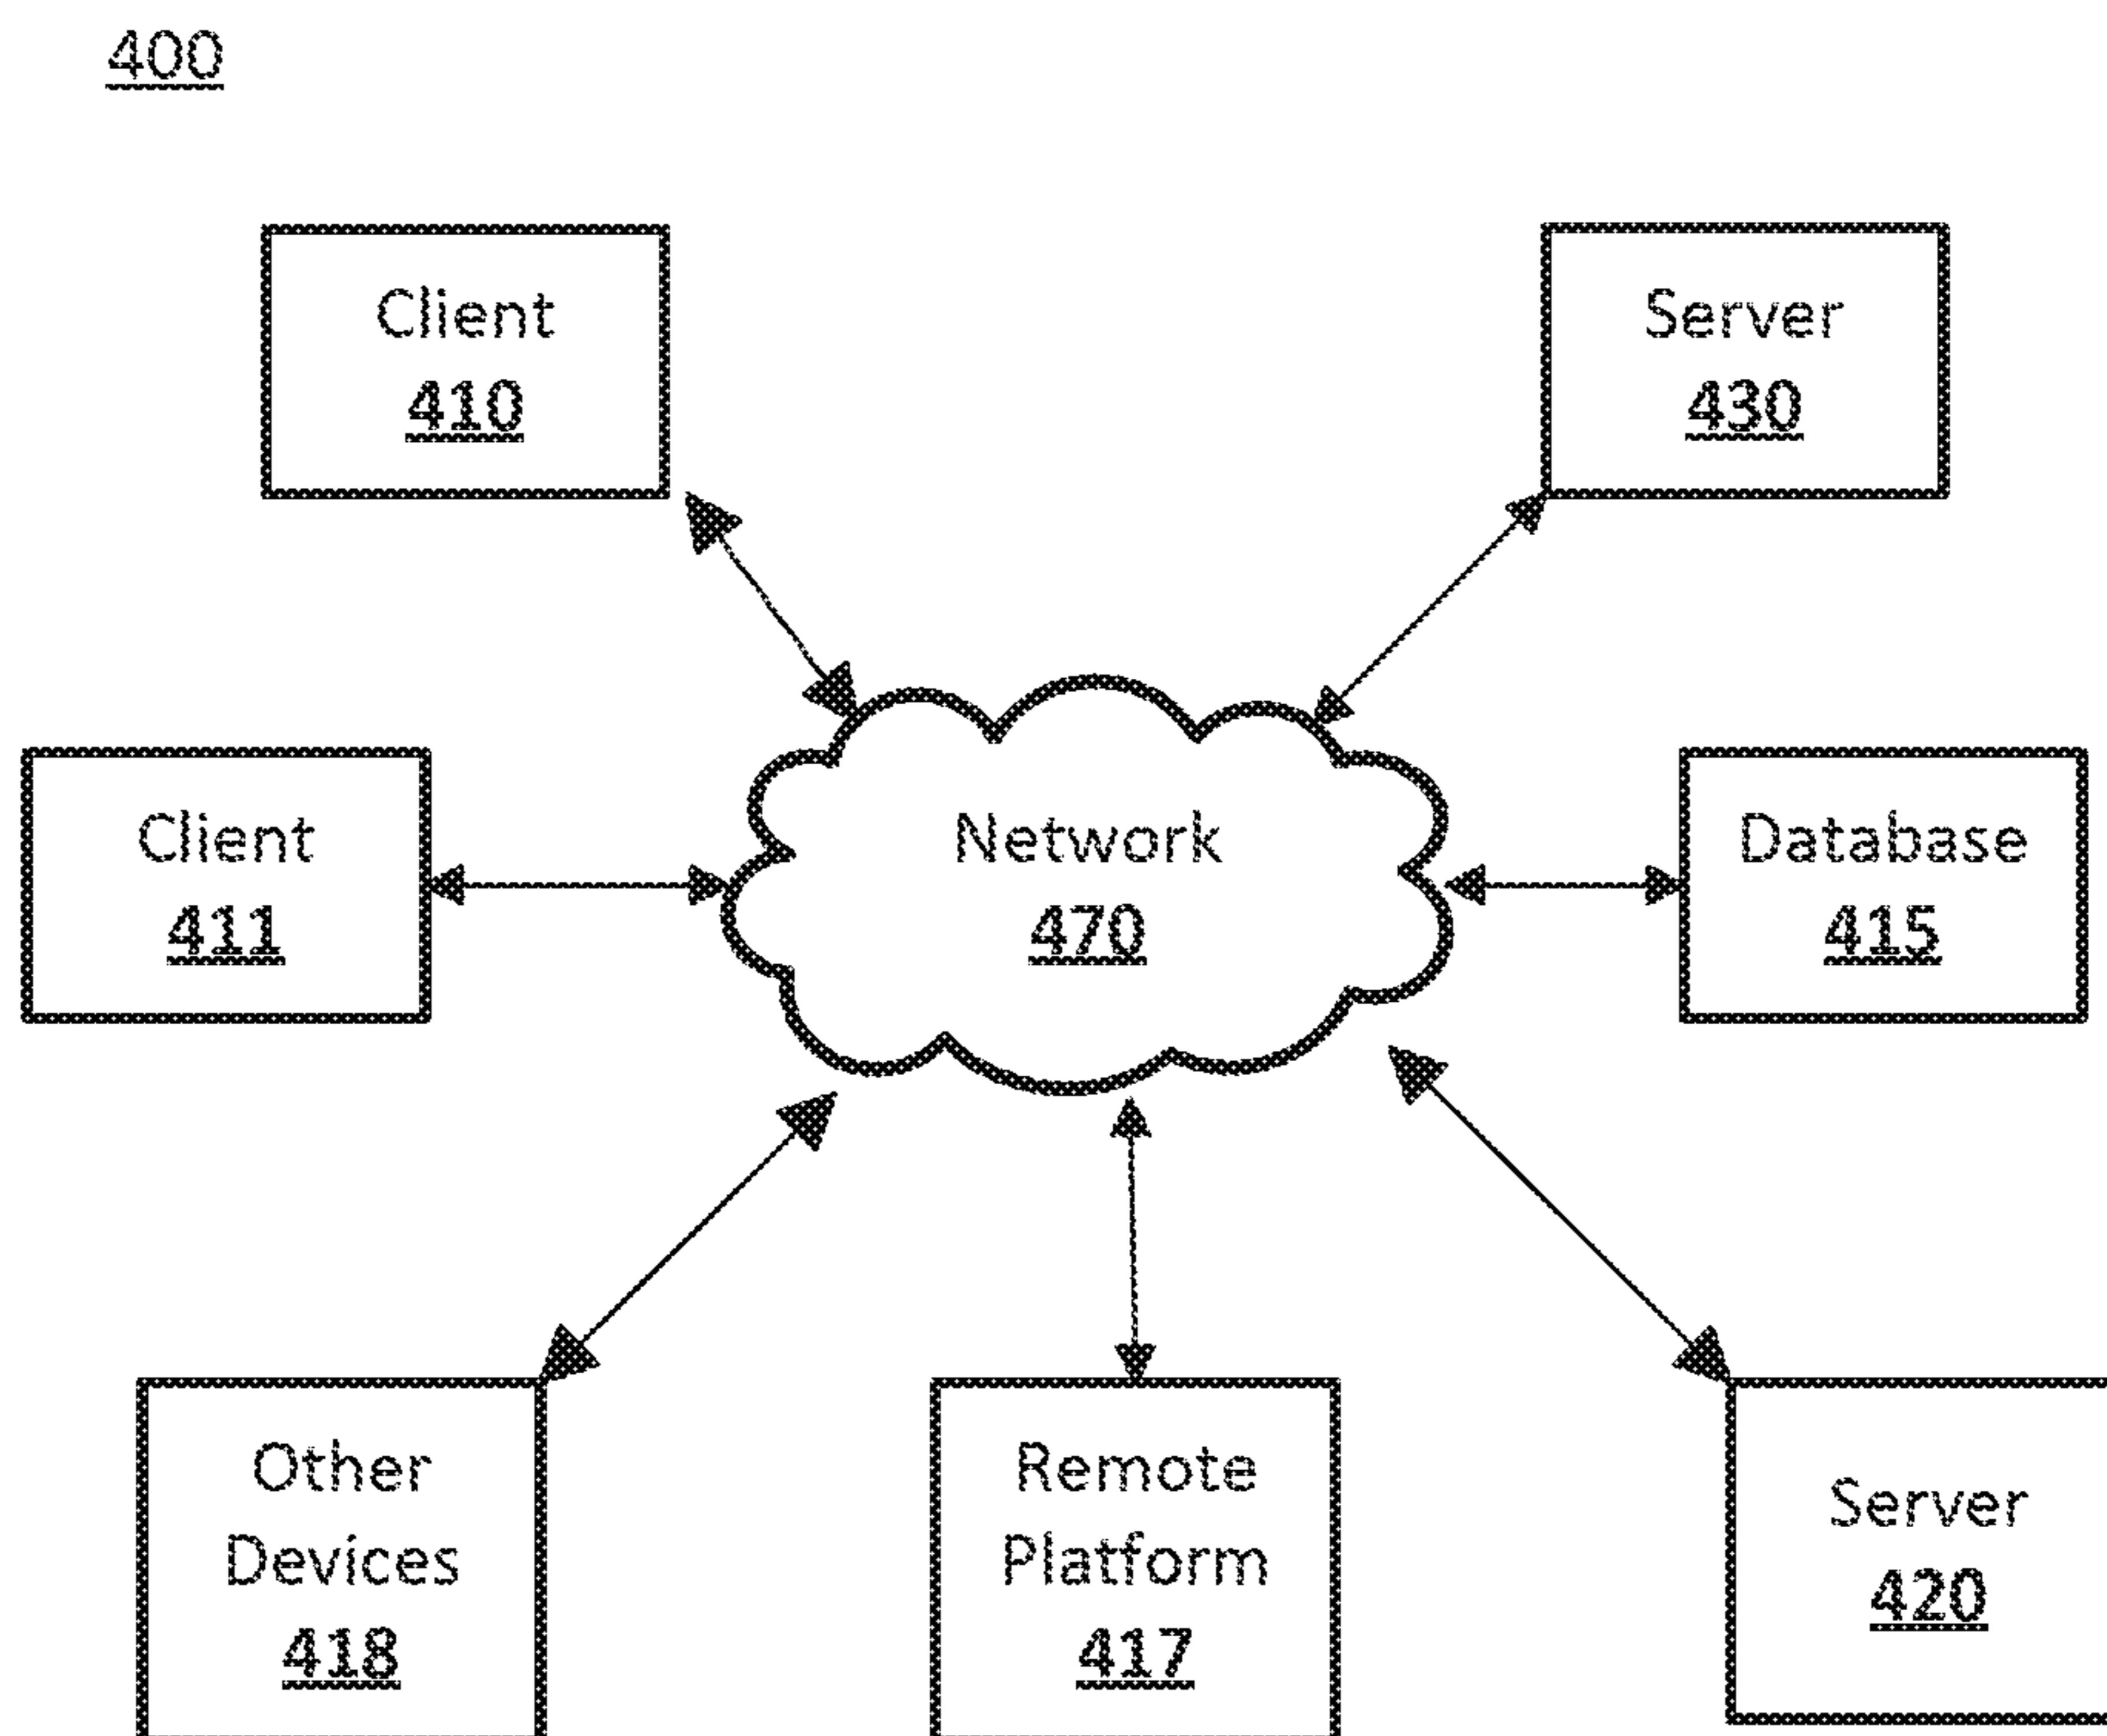 400
Client
410
Server
430
Client
411
Network
470
Database
415
Other
Devices
418
Remote
Platform
417
Server
420